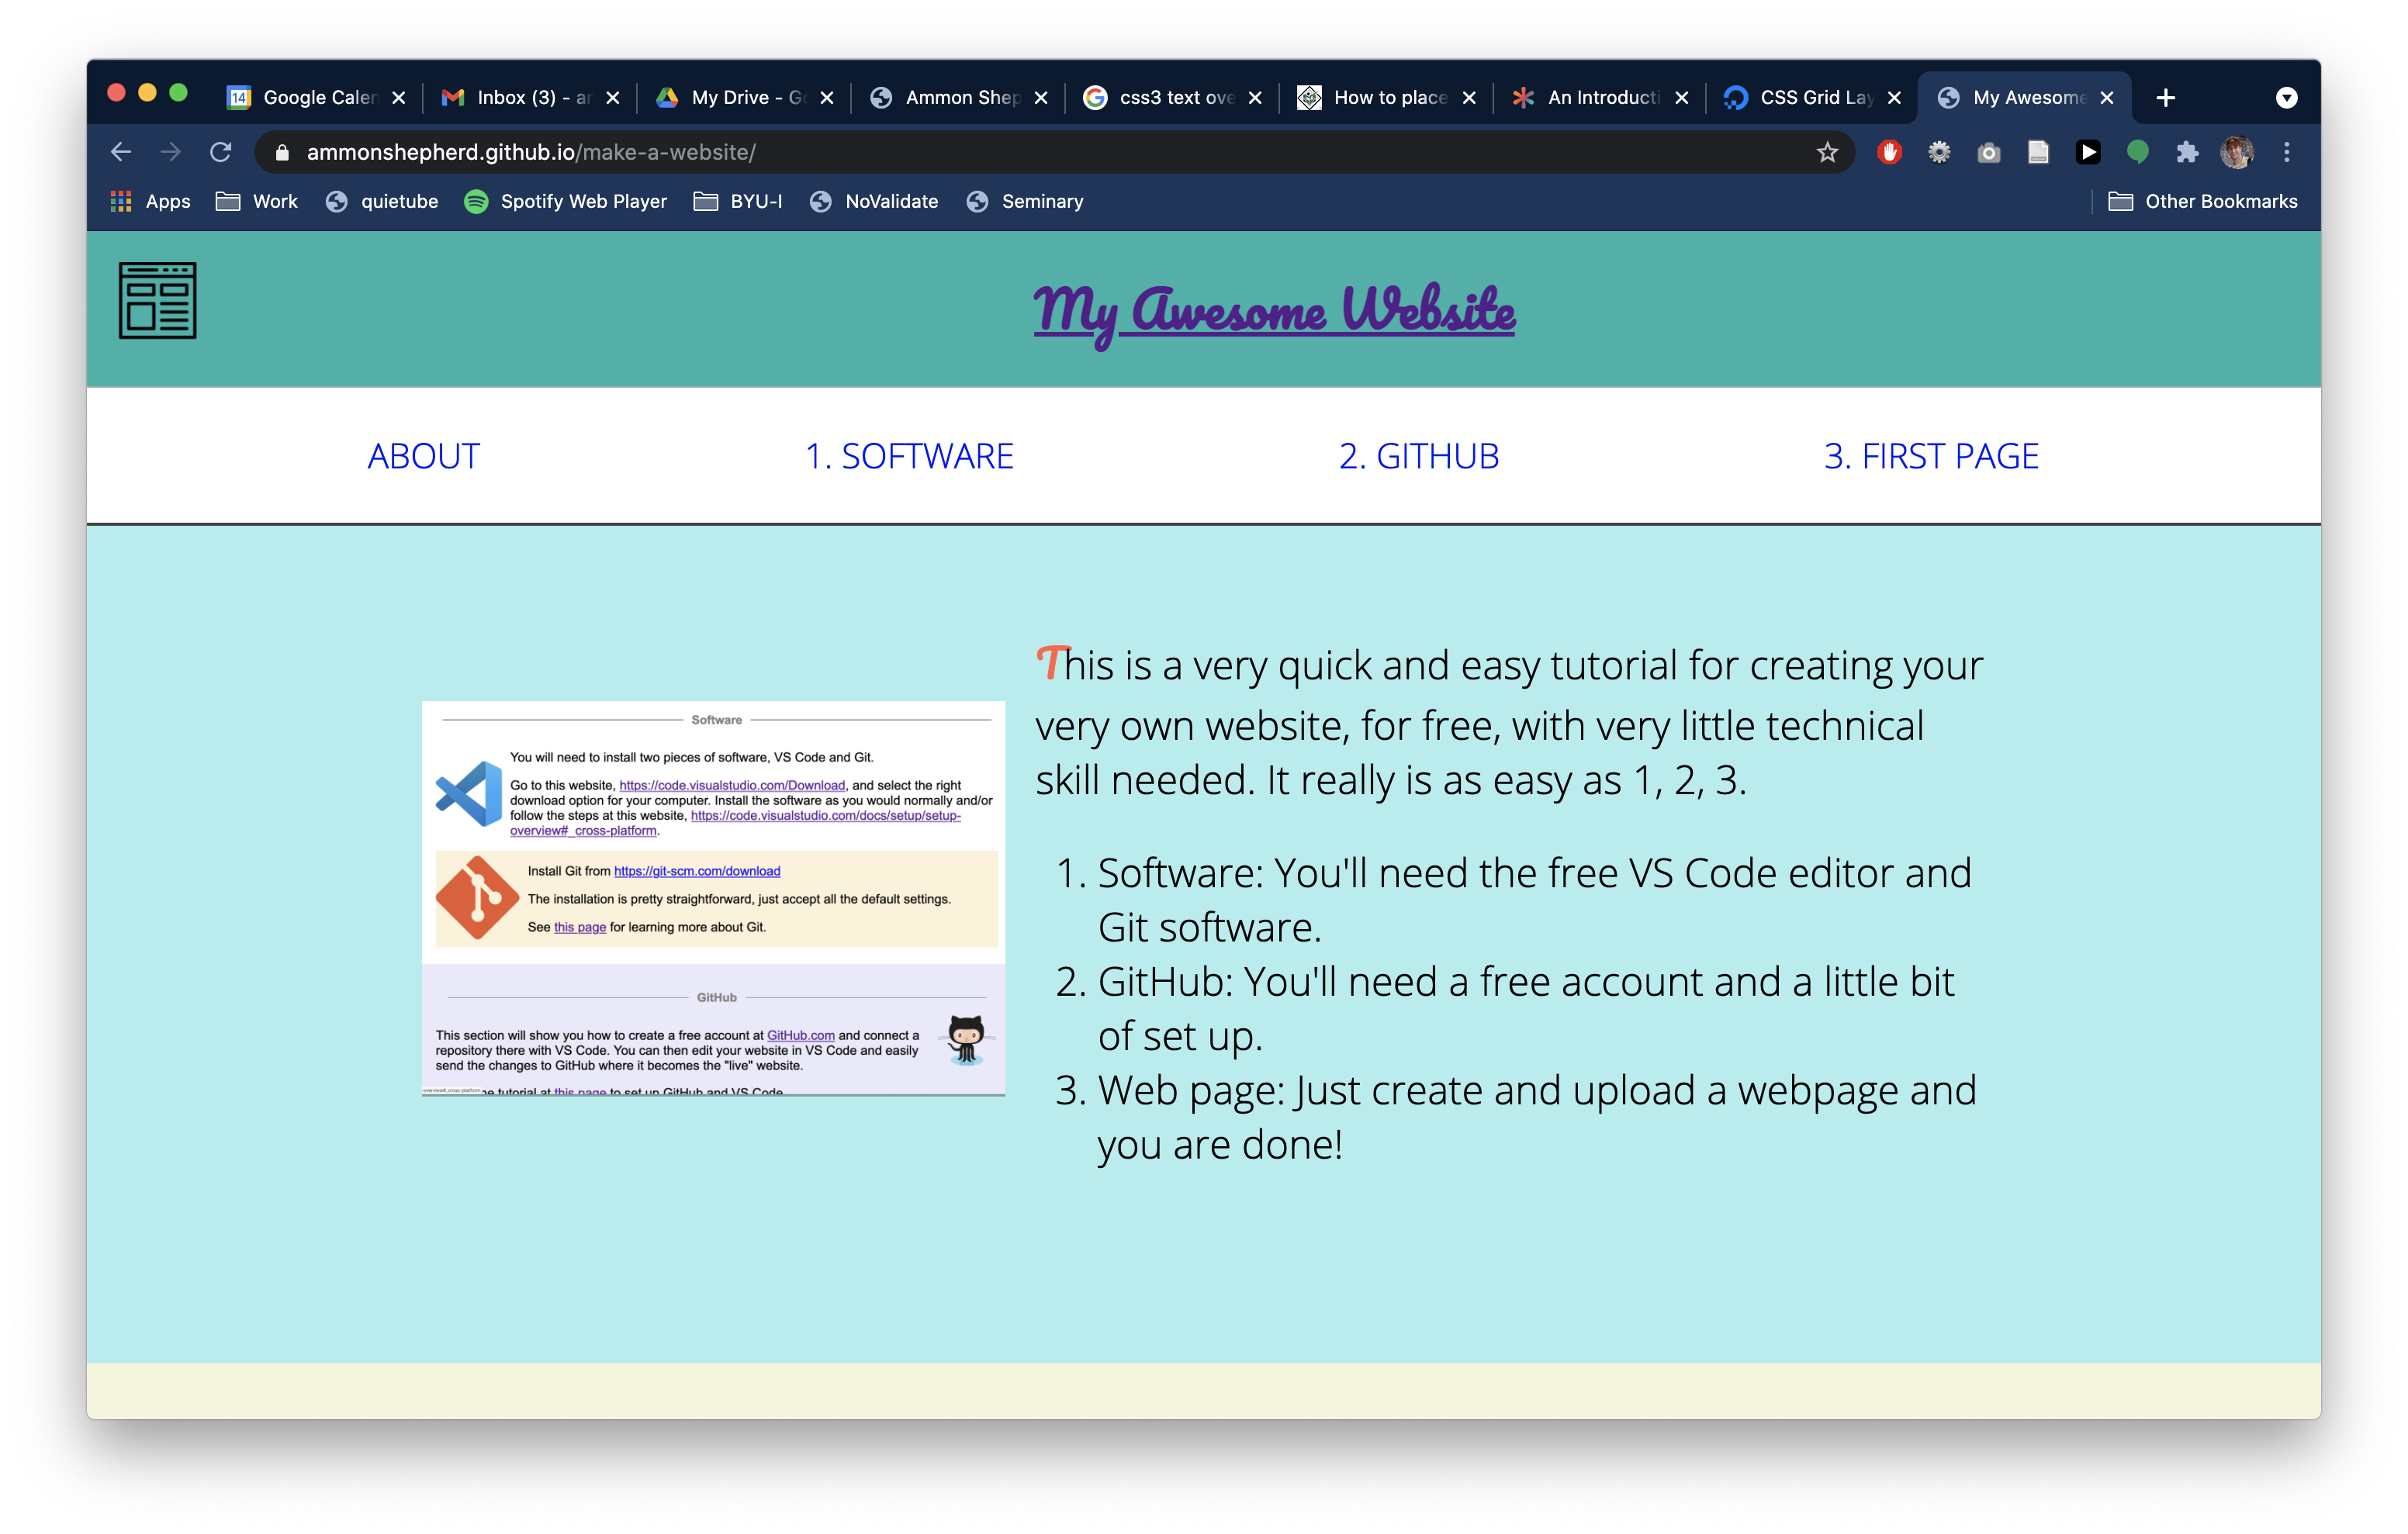 14 Google Calen
Inbox (3) - ar
My Drive - Go
Ammon Shep
css3 text ove
How to place
An Introducti
CSS Grid Lay
My Awesome
ammonshepherd.github.io/make-a-website/
Apps
Work
quietube
Spotify Web Player
BYU-I
NoValidate
Seminary
Other Bookmarks
My Awesome Website
ABOUT
1. SOFTWARE
2. GITHUB
3. FIRST PAGE
Software
You will need to install two pieces of software, VS Code and Git.
Go to this website, https://code.visualstudio.com/Download, and select the right
download option for your computer. Install the software as you would normally and/or
follow the steps at this website, https://code.visualstudio.com/docs/setup/setup-
overview#_cross-platform.
Install Git from https://git-scm.com/download
The installation is pretty straightforward, just accept all the default settings.
See this page for learning more about Git.
GitHub
This section will show you how to create a free account at GitHub.com and connect a
repository there with VS Code. You can then edit your website in VS Code and easily
send the changes to GitHub where it becomes the "live" website.
tutorial at this page to set up GitHub and VS Code
This is a very quick and easy tutorial for creating your
very own website, for free, with very little technical
skill needed. It really is as easy as 1, 2, 3.
1. Software: You'll need the free VS Code editor and
Git software.
2. GitHub: You'll need a free account and a little bit
of set up.
3. Web page: Just create and upload a webpage and
you are done!